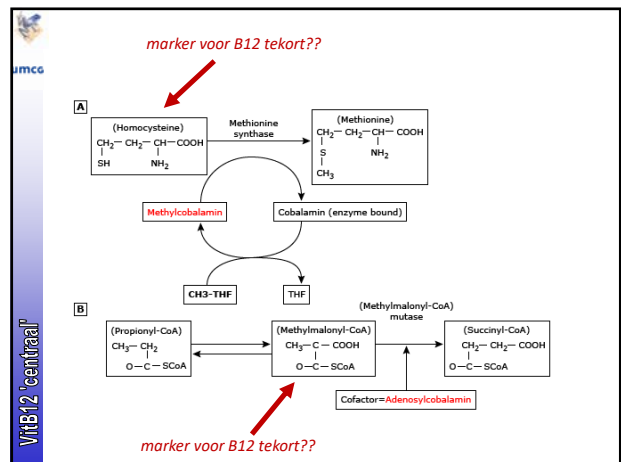 marker voor B12 tekort??
umcg
A
(Homocysteine)
CH2– CH2– CH–COOH
SH NH2
Methionine
synthase
(Methionine)
CH2– CH2–CH–COOH
S NH2
CH3
Methylcobalamin
Cobalamin (enzyme bound)
CH3-THF
THF
B
(Methylmalonyl-CoA)
mutase
(Propionyl-CoA)
CH3–CH2
O–C–SCoA
(Methylmalonyl-CoA)
CH3–C–COOH
O–C–SCoA
(Succinyl-CoA)
CH2–CH2–COOH
O–C–SCoA
Cofactor=Adenosylcobalamin
marker voor B12 tekort??
VitB12 'centraal'